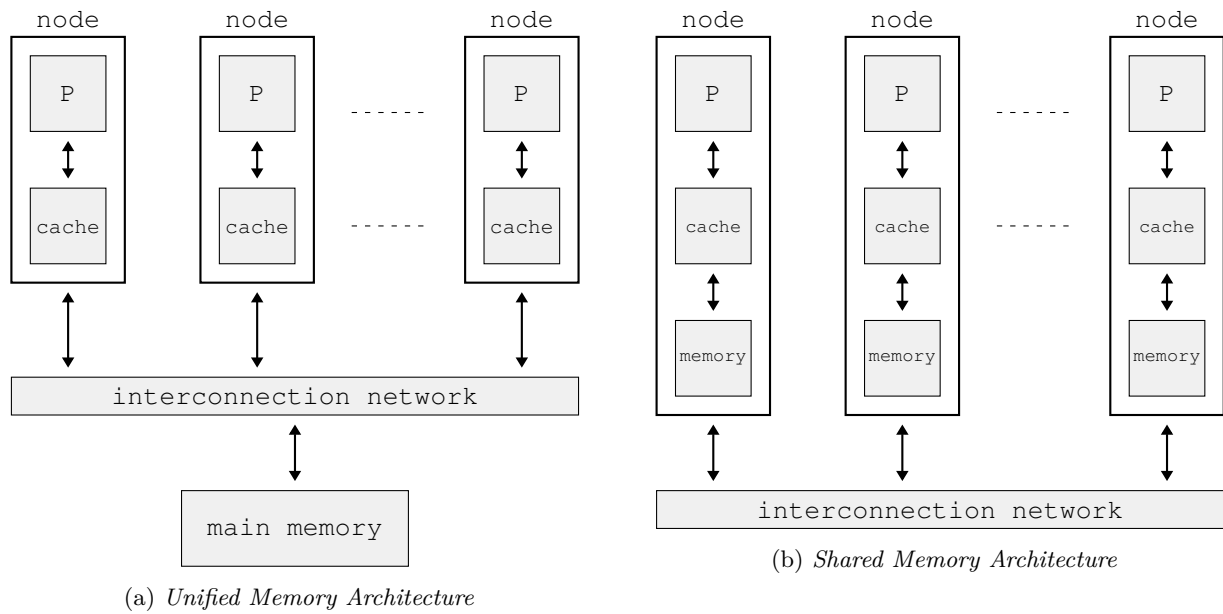 node node node
P P P
cache cache cache
interconnection network
main memory
(a) Unified Memory Architecture
node node node
P P P
cache cache cache
memory memory memory
interconnection network
(b) Shared Memory Architecture